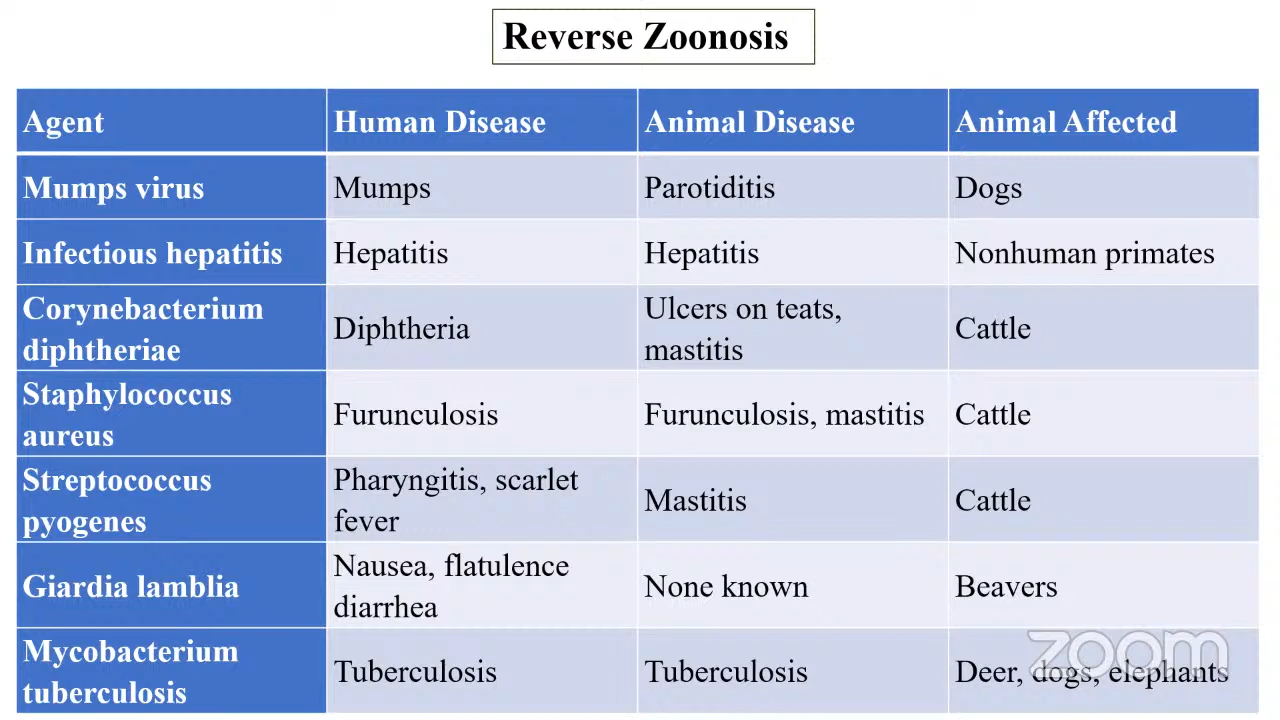 Reverse Zoonosis
Agent Human Disease Animal Disease Animal Affected
Mumps virus Mumps Parotiditis Dogs
Infectious hepatitis Hepatitis Hepatitis Nonhuman primates
Corynebacterium
diphtheriae
Diphtheria
Ulcers on teats,
mastitis
Cattle
Staphylococcus
aureus
Furunculosis Furunculosis, mastitis Cattle
Streptococcus
pyogenes
Pharyngitis, scarlet
fever
Mastitis Cattle
Giardia lamblia
Nausea, flatulence
diarrhea
None known Beavers
Mycobacterium
tuberculosis
Tuberculosis Tuberculosis Deer, dogs, elephants
zoom